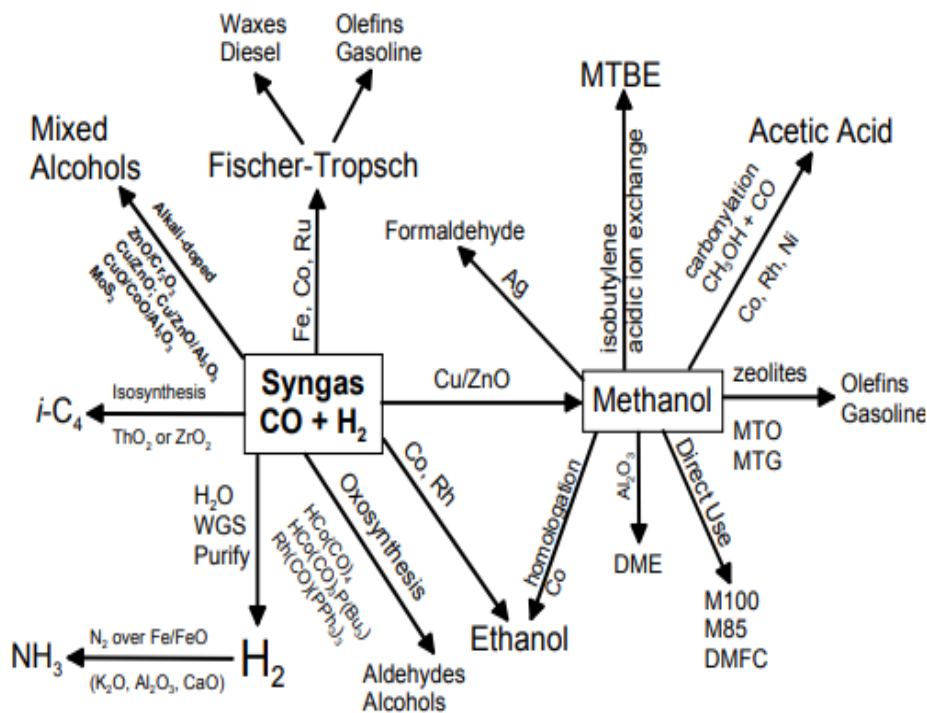 Waxes
Diesel
Olefins
Gasoline
MTBE
Mixed
Alcohols
Fischer-Tropsch
Acetic Acid
Formaldehyde
Alkali-doped
ZnO/Cr₂O₃
Cu/ZnO; Cu/ZnO/Al₂O₃
CuO/CoO/Al₂O₃
MoS₂
Fe, Co, Ru
Ag
isobutylene
acidic ion exchange
carbonylation
CH₃OH + CO
Co, Rh, Ni
Syngas
CO + H₂
Cu/ZnO
Methanol
zeolites
MTO
MTG
Olefins
Gasoline
i-C₄
Isosynthesis
ThO₂ or ZrO₂
H₂O
WGS
Purify
Oxosynthesis
HCo(CO)₄
HCo(CO)₃P(Bu₃)
Rh(CO)(PPh₃)₃
Co, Rh
homologation
Co
Al₂O₃
Direct Use
DME
M100
M85
DMFC
Ethanol
Aldehydes
Alcohols
NH₃
N₂ over Fe/FeO
(K₂O, Al₂O₃, CaO)
H₂